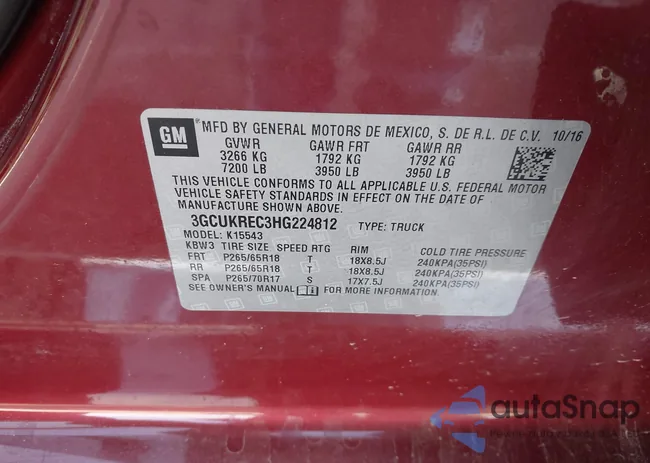 GM MFD BY GENERAL MOTORS DE MEXICO, S. DE R.L. DE C.V. 10/16
GVWR GAWR FRT GAWR RR
3266 KG 1792 KG 1792 KG
7200 LB 3950 LB 3950 LB
THIS VEHICLE CONFORMS TO ALL APPLICABLE U.S. FEDERAL MOTOR
VEHICLE SAFETY STANDARDS IN EFFECT ON THE DATE OF
MANUFACTURE SHOWN ABOVE.
3GCUKREC3HG224812 TYPE: TRUCK
MODEL: K15543
KBW3 TIRE SIZE SPEED RTG RIM COLD TIRE PRESSURE
FRT P265/65R18 T 18X8.5J 240KPA(35PSI)
RR P265/65R18 T 18X8.5J 240KPA(35PSI)
SPA P265/70R17 S 17X7.5J 240KPA(35PSI)
SEE OWNER'S MANUAL FOR MORE INFORMATION.
autaSnap